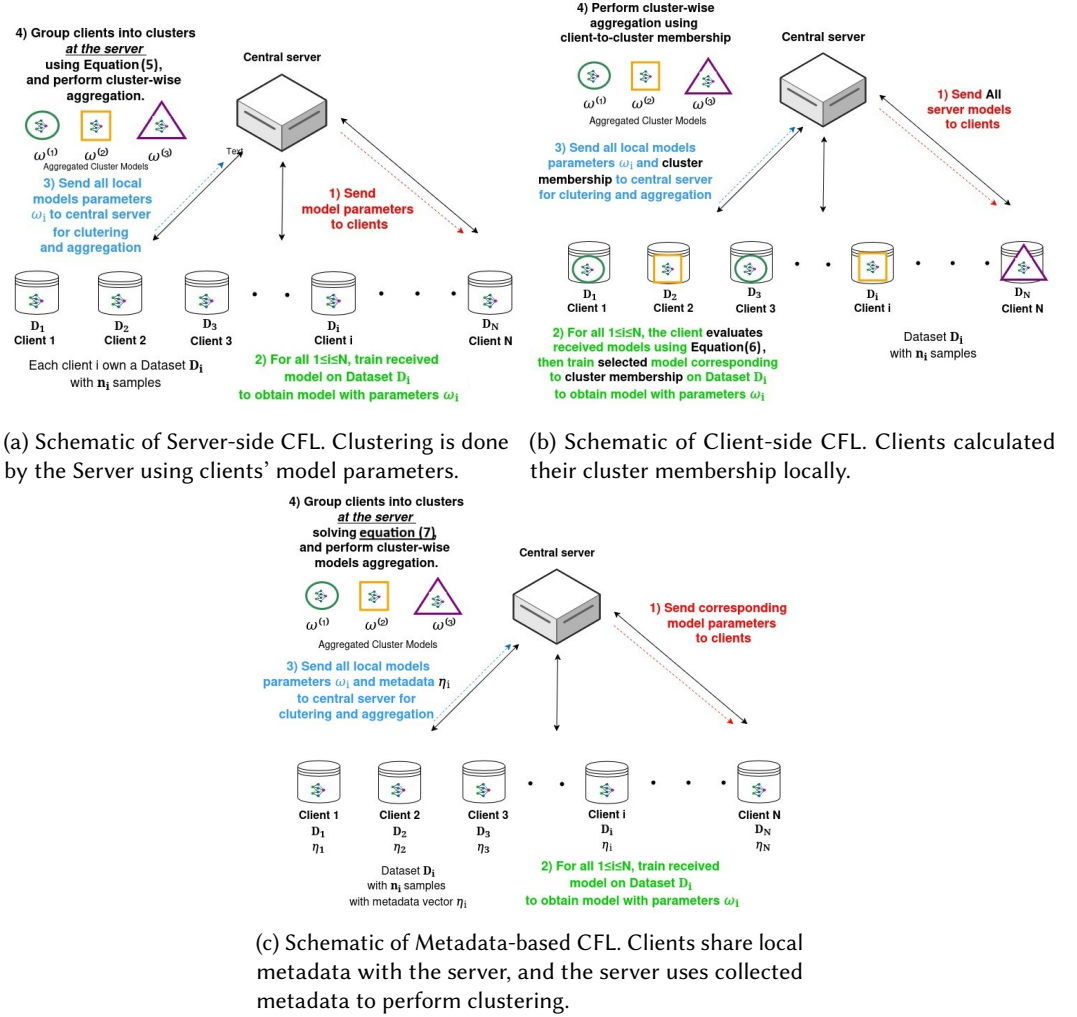 4) Group clients into clusters
at the server
using Equation(5),
and perform cluster-wise
aggregation.
Central server
ω⁽¹⁾ ω⁽²⁾ ω⁽³⁾
Aggregated Cluster Models
Text
3) Send all local
models parameters
ωᵢ to central server
for clutering
and aggregation
1) Send
model parameters
to clients
D₁ D₂ D₃ Dᵢ D_N
Client 1 Client 2 Client 3 Client i Client N
Each client i own a Dataset Dᵢ
with nᵢ samples
2) For all 1≤i≤N, train received
model on Dataset Dᵢ
to obtain model with parameters ωᵢ
(a) Schematic of Server-side CFL. Clustering is done
by the Server using clients' model parameters.
4) Perform cluster-wise
aggregation using
client-to-cluster membership
Central server
ω⁽¹⁾ ω⁽²⁾ ω⁽³⁾
Aggregated Cluster Models
1) Send All
server models
to clients
3) Send all local models
parameters ωᵢ and cluster
membership to central server
for clutering and aggregation
D₁ D₂ D₃ Dᵢ D_N
Client 1 Client 2 Client 3 Client i Client N
2) For all 1≤i≤N, the client evaluates
received models using Equation(6),
then train selected model corresponding
to cluster membership on Dataset Dᵢ
to obtain model with parameters ωᵢ
Dataset Dᵢ
with nᵢ samples
(b) Schematic of Client-side CFL. Clients calculated
their cluster membership locally.
4) Group clients into clusters
at the server
solving equation (7),
and perform cluster-wise
models aggregation.
Central server
ω⁽¹⁾ ω⁽²⁾ ω⁽³⁾
Aggregated Cluster Models
1) Send corresponding
model parameters
to clients
3) Send all local models
parameters ωᵢ and metadata ηᵢ
to central server for
clutering and aggregation
Client 1 Client 2 Client 3 Client i Client N
D₁ D₂ D₃ Dᵢ D_N
η₁ η₂ η₃ ηᵢ η_N
Dataset Dᵢ
with nᵢ samples
with metadata vector ηᵢ
2) For all 1≤i≤N, train received
model on Dataset Dᵢ
to obtain model with parameters ωᵢ
(c) Schematic of Metadata-based CFL. Clients share local
metadata with the server, and the server uses collected
metadata to perform clustering.